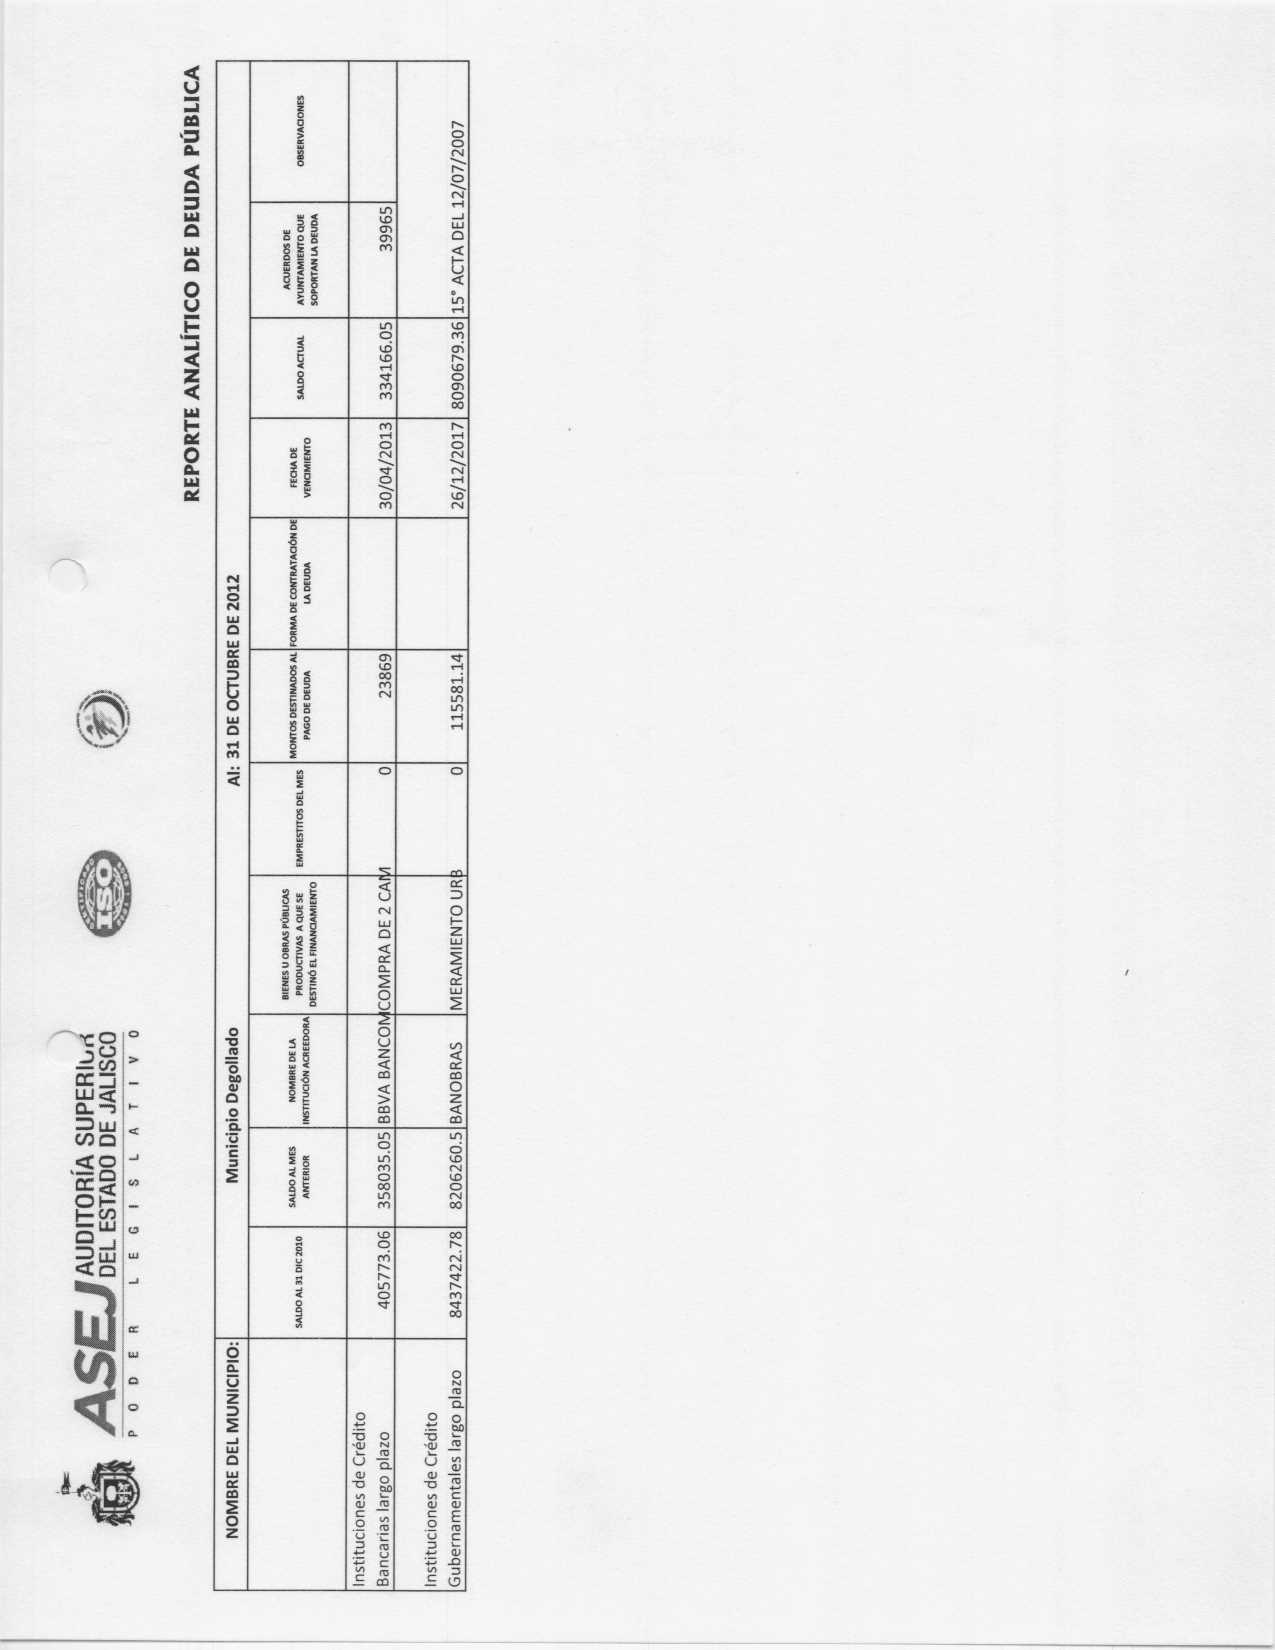 ASEJ AUDITORÍA SUPERIOR
DEL ESTADO DE JALISCO
PODER LEGISLATIVO
ISO
REPORTE ANALÍTICO DE DEUDA PÚBLICA
NOMBRE DEL MUNICIPIO: Municipio Degollado Al: 31 DE OCTUBRE DE 2012
SALDO AL 31 DIC 2010
SALDO AL MES
ANTERIOR
NOMBRE DE LA
INSTITUCIÓN ACREEDORA
BIENES U OBRAS PÚBLICAS
PRODUCTIVAS A QUE SE
DESTINÓ EL FINANCIAMIENTO
EMPRESTITOS DEL MES
MONTOS DESTINADOS AL
PAGO DE DEUDA
FORMA DE CONTRATACIÓN DE
LA DEUDA
FECHA DE
VENCIMIENTO
SALDO ACTUAL
ACUERDOS DE
AYUNTAMIENTO QUE
SOPORTAN LA DEUDA
OBSERVACIONES
Instituciones de Crédito
Bancarias largo plazo 405773.06 358035.05 BBVA BANCOM COMPRA DE 2 CAM 0 23869 30/04/2013 334166.05 39965
Instituciones de Crédito
Gubernamentales largo plazo 8437422.78 8206260.5 BANOBRAS MERAMIENTO URB 0 115581.14 26/12/2017 8090679.36 15° ACTA DEL 12/07/2007